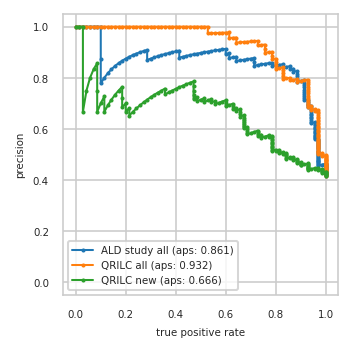 1.0
0.8
0.6
0.4
0.2
0.0
precision
ALD study all (aps: 0.861)
QRILC all (aps: 0.932)
QRILC new (aps: 0.666)
0.0 0.2 0.4 0.6 0.8 1.0
true positive rate